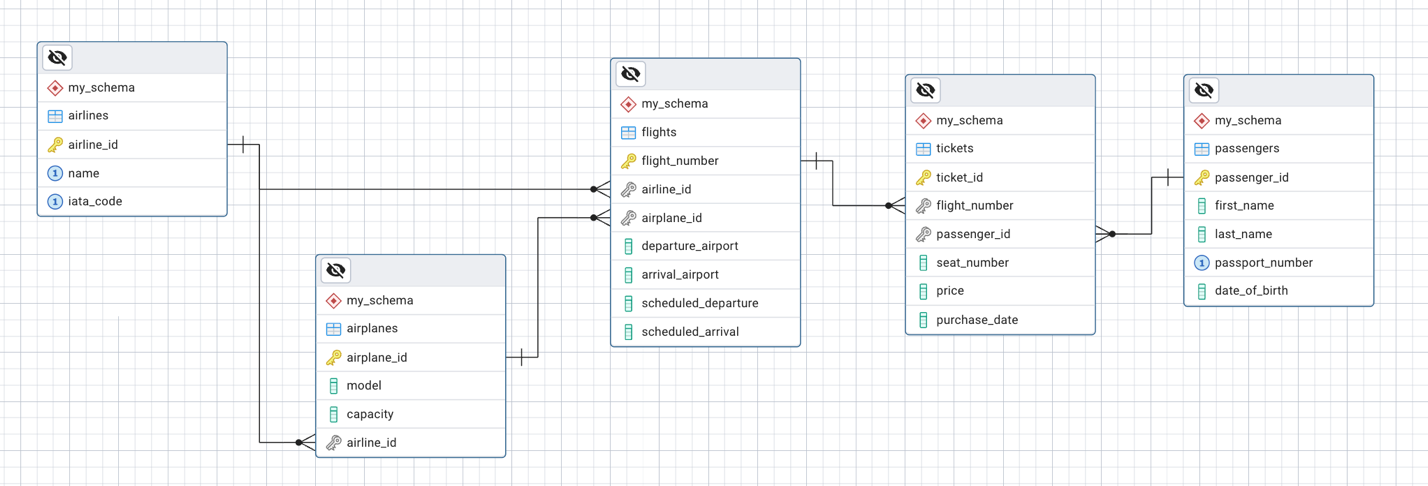 my_schema
airlines
airline_id
name
iata_code
my_schema
airplanes
airplane_id
model
capacity
airline_id
my_schema
flights
flight_number
airline_id
airplane_id
departure_airport
arrival_airport
scheduled_departure
scheduled_arrival
my_schema
tickets
ticket_id
flight_number
passenger_id
seat_number
price
purchase_date
my_schema
passengers
passenger_id
first_name
last_name
passport_number
date_of_birth